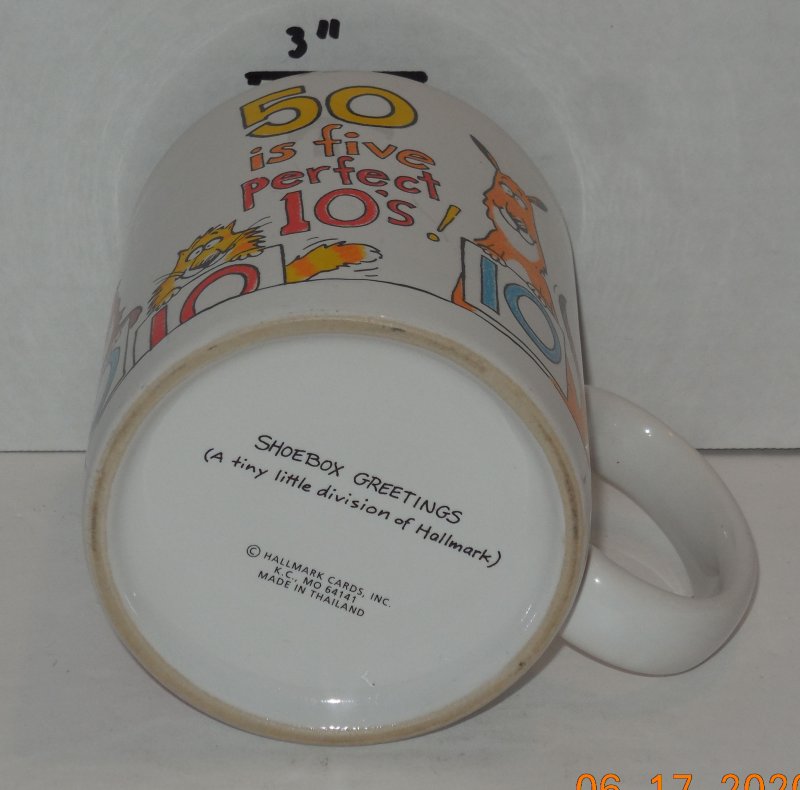 3"
50
is five
perfect
10's!
10
10
SHOEBOX GREETINGS
(A tiny little division of Hallmark)
© HALLMARK CARDS, INC.
K.C., MO 64141
MADE IN THAILAND
06 17 202